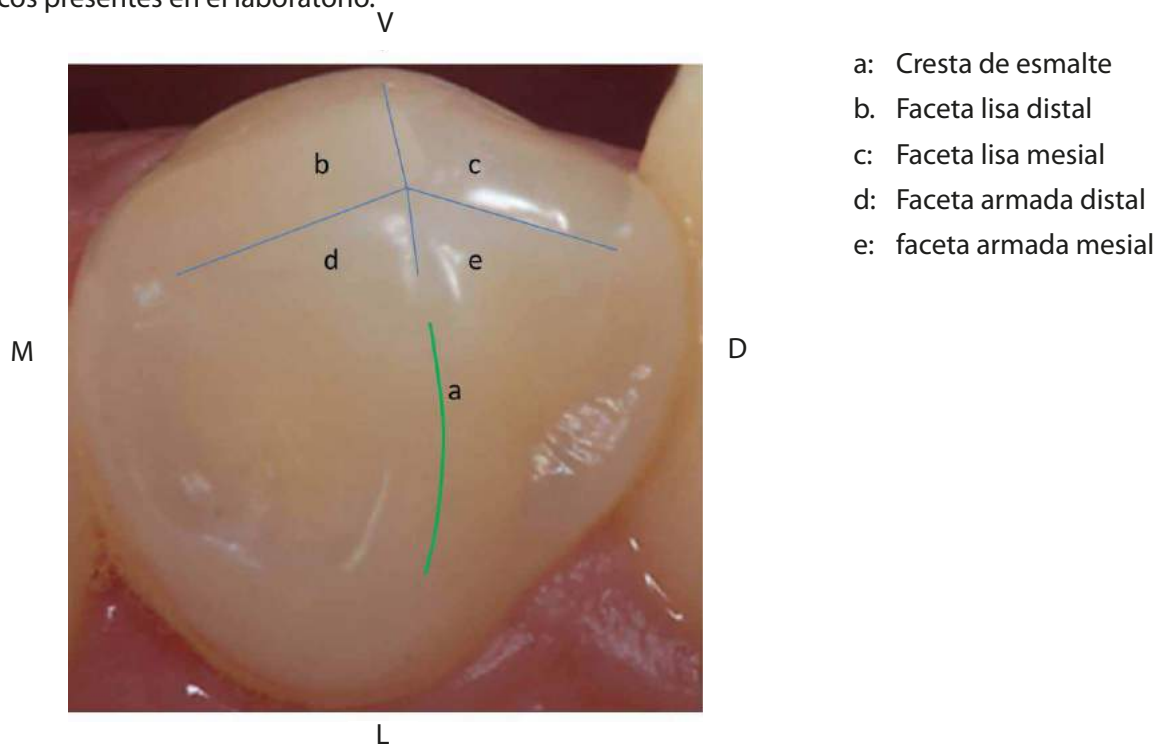 presentes en el laboratorio.
V
a: Cresta de esmalte
b. Faceta lisa distal
c: Faceta lisa mesial
d: Faceta armada distal
e: faceta armada mesial
b
c
d
e
M
D
a
L